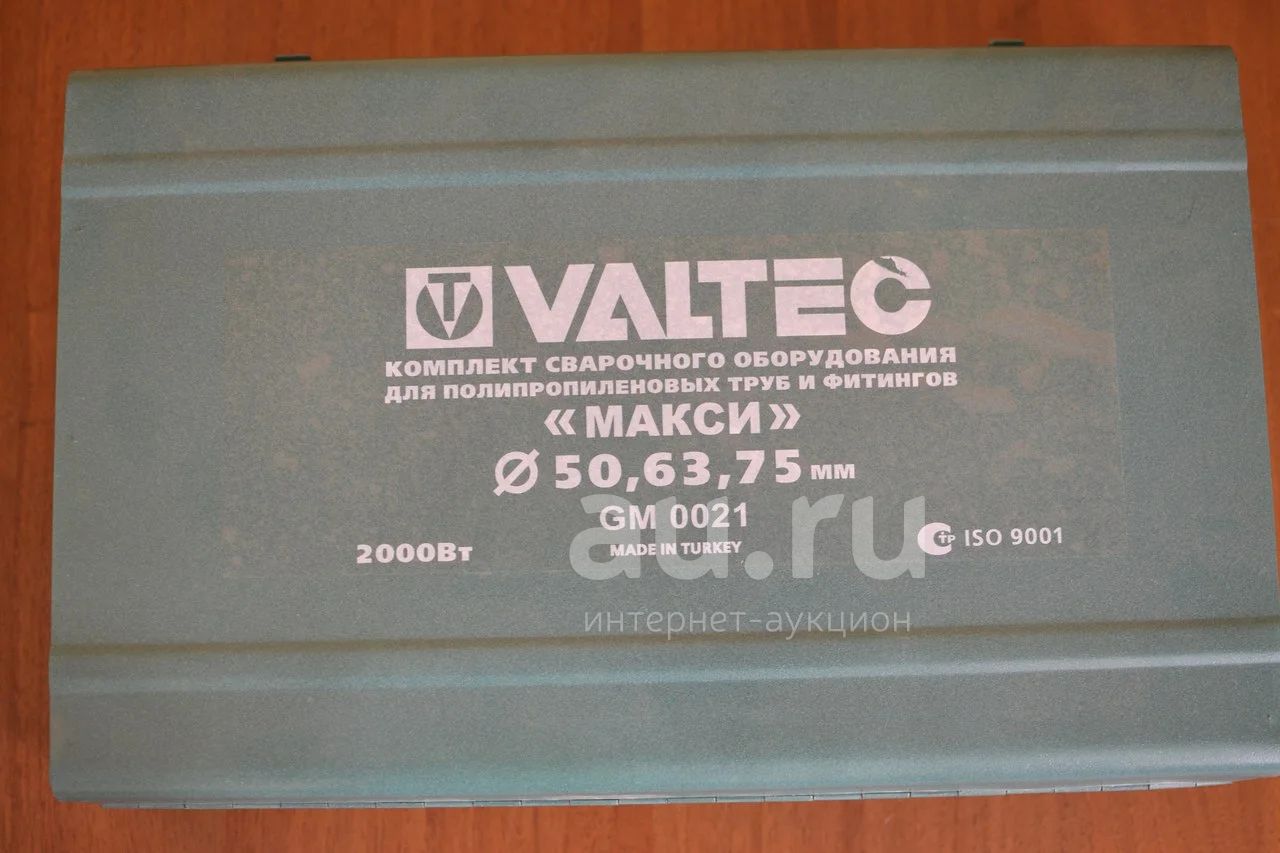 VALTEC
КОМПЛЕКТ СВАРОЧНОГО ОБОРУДОВАНИЯ
ДЛЯ ПОЛИПРОПИЛЕНОВЫХ ТРУБ И ФИТИНГОВ
«МАКСИ»
Ø 50,63,75 мм
GM 0021
MADE IN TURKEY
2000Вт
СТР ISO 9001
au.ru
интернет-аукцион